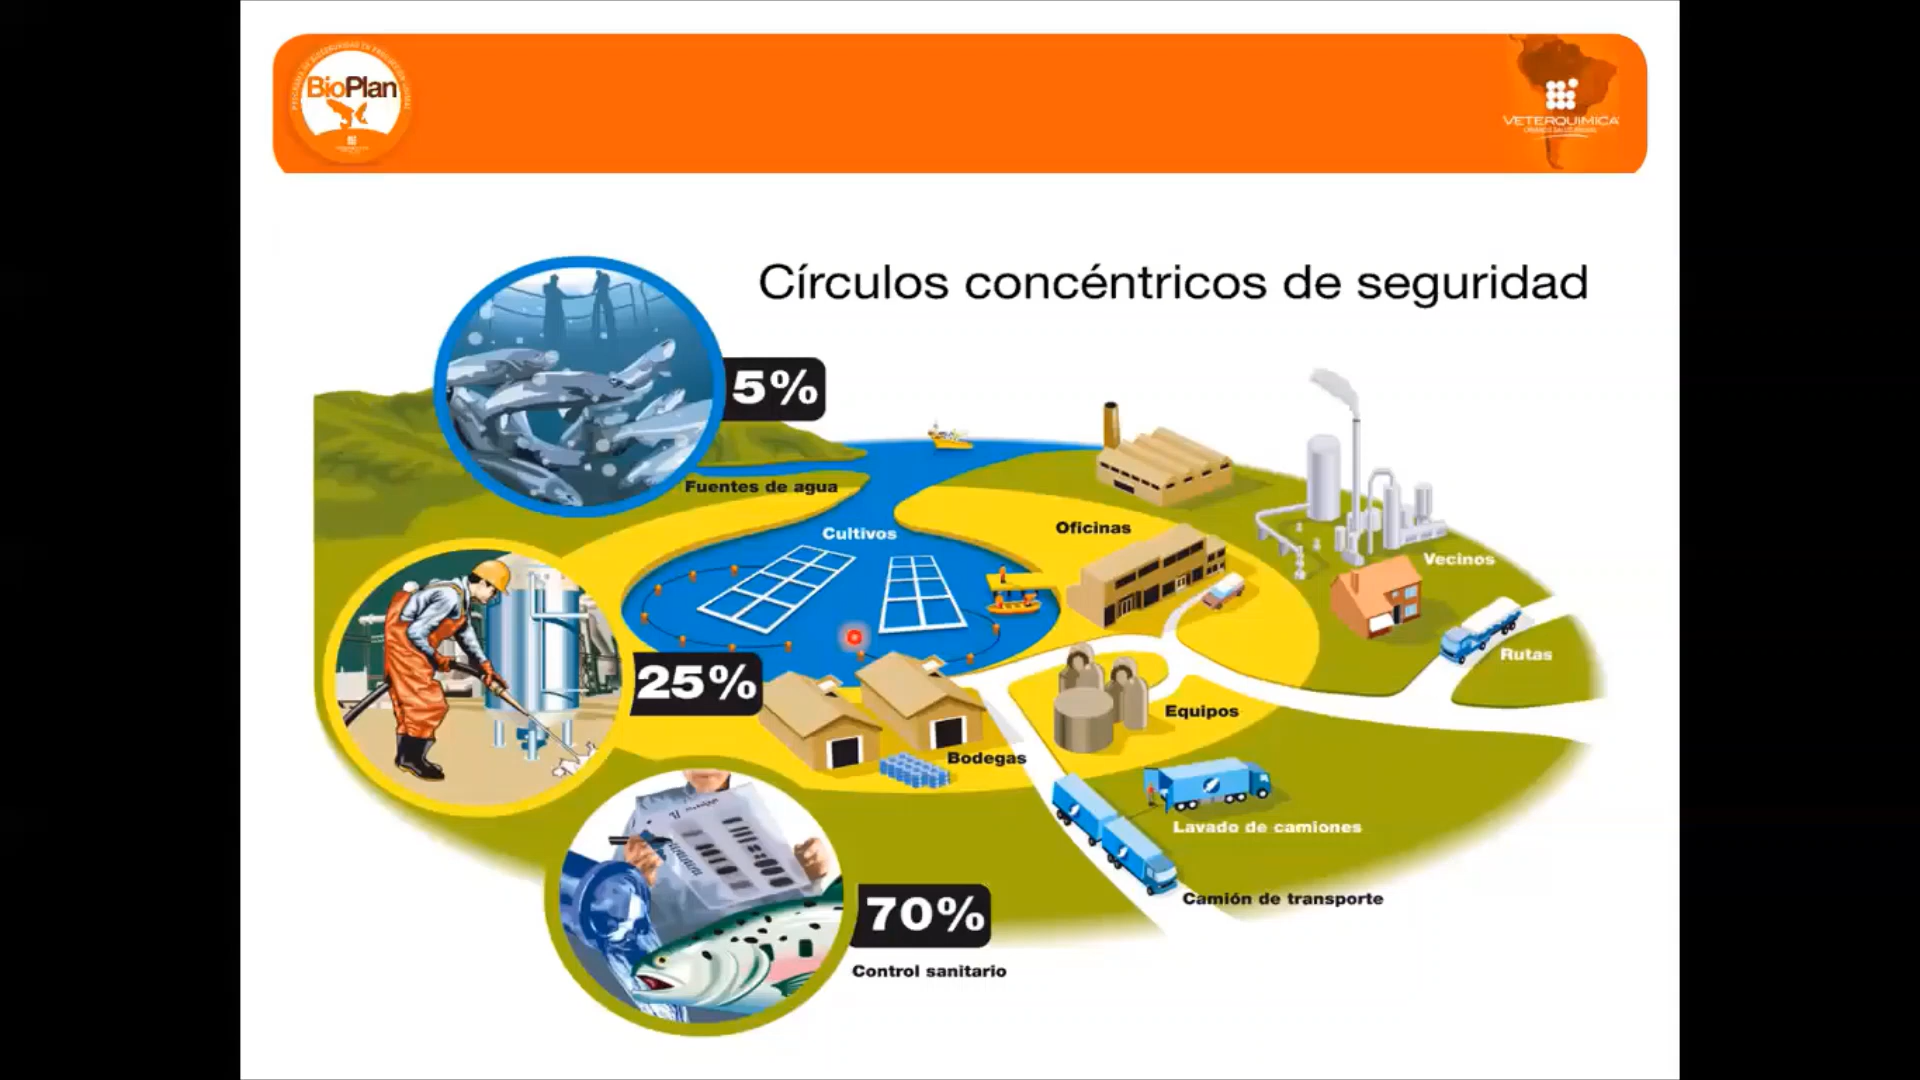 BioPlan
VETERQUIMICA
Círculos concéntricos de seguridad
5%
Fuentes de agua
Cultivos
Oficinas
Vecinos
Rutas
25%
Equipos
Bodegas
Lavado de camiones
Camión de transporte
70%
Control sanitario